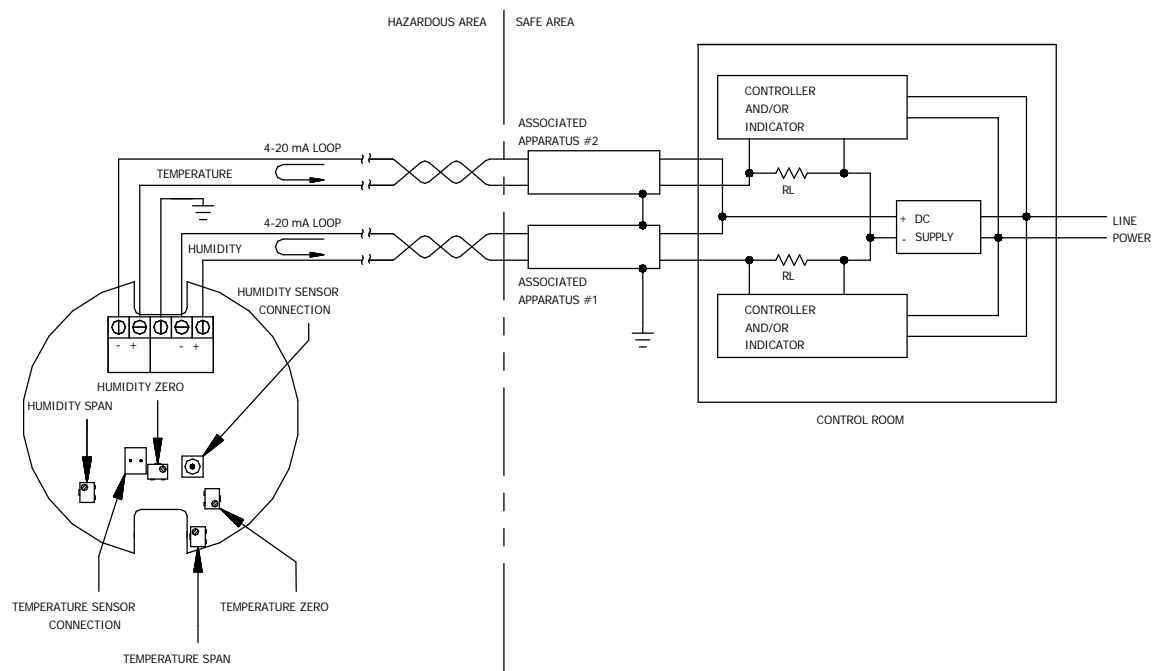 HAZARDOUS AREA
SAFE AREA
CONTROLLER
AND/OR
INDICATOR
ASSOCIATED
APPARATUS #2
4-20 mA LOOP
TEMPERATURE
RL
+ DC
- SUPPLY
LINE
POWER
4-20 mA LOOP
HUMIDITY
RL
ASSOCIATED
APPARATUS #1
HUMIDITY SENSOR
CONNECTION
CONTROLLER
AND/OR
INDICATOR
- + - +
HUMIDITY ZERO
HUMIDITY SPAN
CONTROL ROOM
TEMPERATURE SENSOR
CONNECTION
TEMPERATURE ZERO
TEMPERATURE SPAN